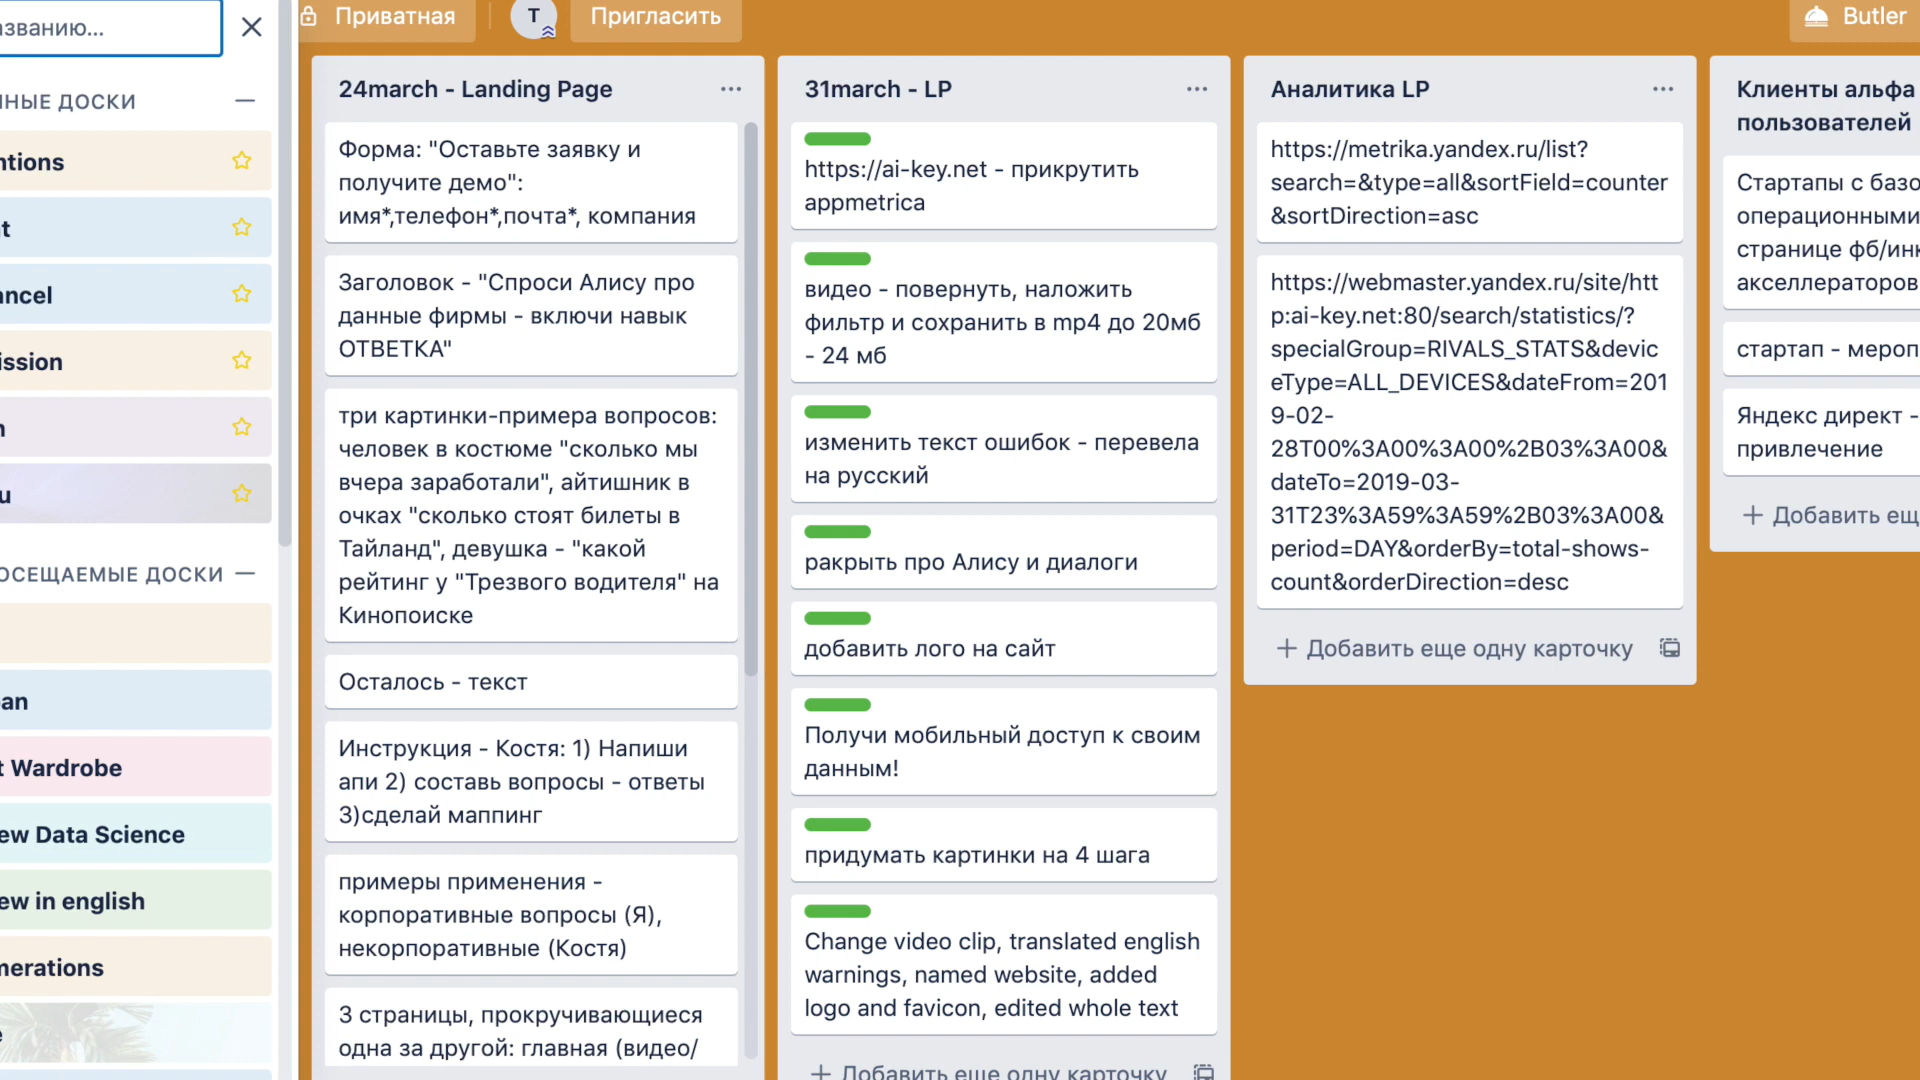 Приватная
T
Пригласить
Butler
званию...
ННЫЕ ДОСКИ
ntions
t
ancel
ission
n
u
ОСЕЩАЕМЫЕ ДОСКИ
an
t Wardrobe
ew Data Science
ew in english
nerations
e
24march - Landing Page
Форма: "Оставьте заявку и
получите демо":
имя*,телефон*,почта*, компания
Заголовок - "Спроси Алису про
данные фирмы - включи навык
ОТВЕТКА"
три картинки-примера вопросов:
человек в костюме "сколько мы
вчера заработали", айтишник в
очках "сколько стоят билеты в
Тайланд", девушка - "какой
рейтинг у "Трезвого водителя" на
Кинопоиске
Осталось - текст
Инструкция - Костя: 1) Напиши
апи 2) составь вопросы - ответы
3)сделай маппинг
примеры применения -
корпоративные вопросы (Я),
некорпоративные (Костя)
3 страницы, прокручивающиеся
одна за другой: главная (видео/
31march - LP
https://ai-key.net - прикрутить
appmetrica
видео - повернуть, наложить
фильтр и сохранить в mp4 до 20мб
- 24 мб
изменить текст ошибок - перевела
на русский
ракрыть про Алису и диалоги
добавить лого на сайт
Получи мобильный доступ к своим
данным!
придумать картинки на 4 шага
Change video clip, translated english
warnings, named website, added
logo and favicon, edited whole text
+ Добавить еще одну карточку
Аналитика LP
https://metrika.yandex.ru/list?
search=&type=all&sortField=counter
&sortDirection=asc
https://webmaster.yandex.ru/site/htt
p:ai-key.net:80/search/statistics/?
specialGroup=RIVALS_STATS&devic
eType=ALL_DEVICES&dateFrom=201
9-02-
28T00%3A00%3A00%2B03%3A00&
dateTo=2019-03-
31T23%3A59%3A59%2B03%3A00&
period=DAY&orderBy=total-shows-
count&orderDirection=desc
+ Добавить еще одну карточку
Клиенты альфа
пользователей
Стартапы с базо
операционными
странице фб/инн
акселлераторов
стартап - мероп
Яндекс директ -
привлечение
+ Добавить ещ